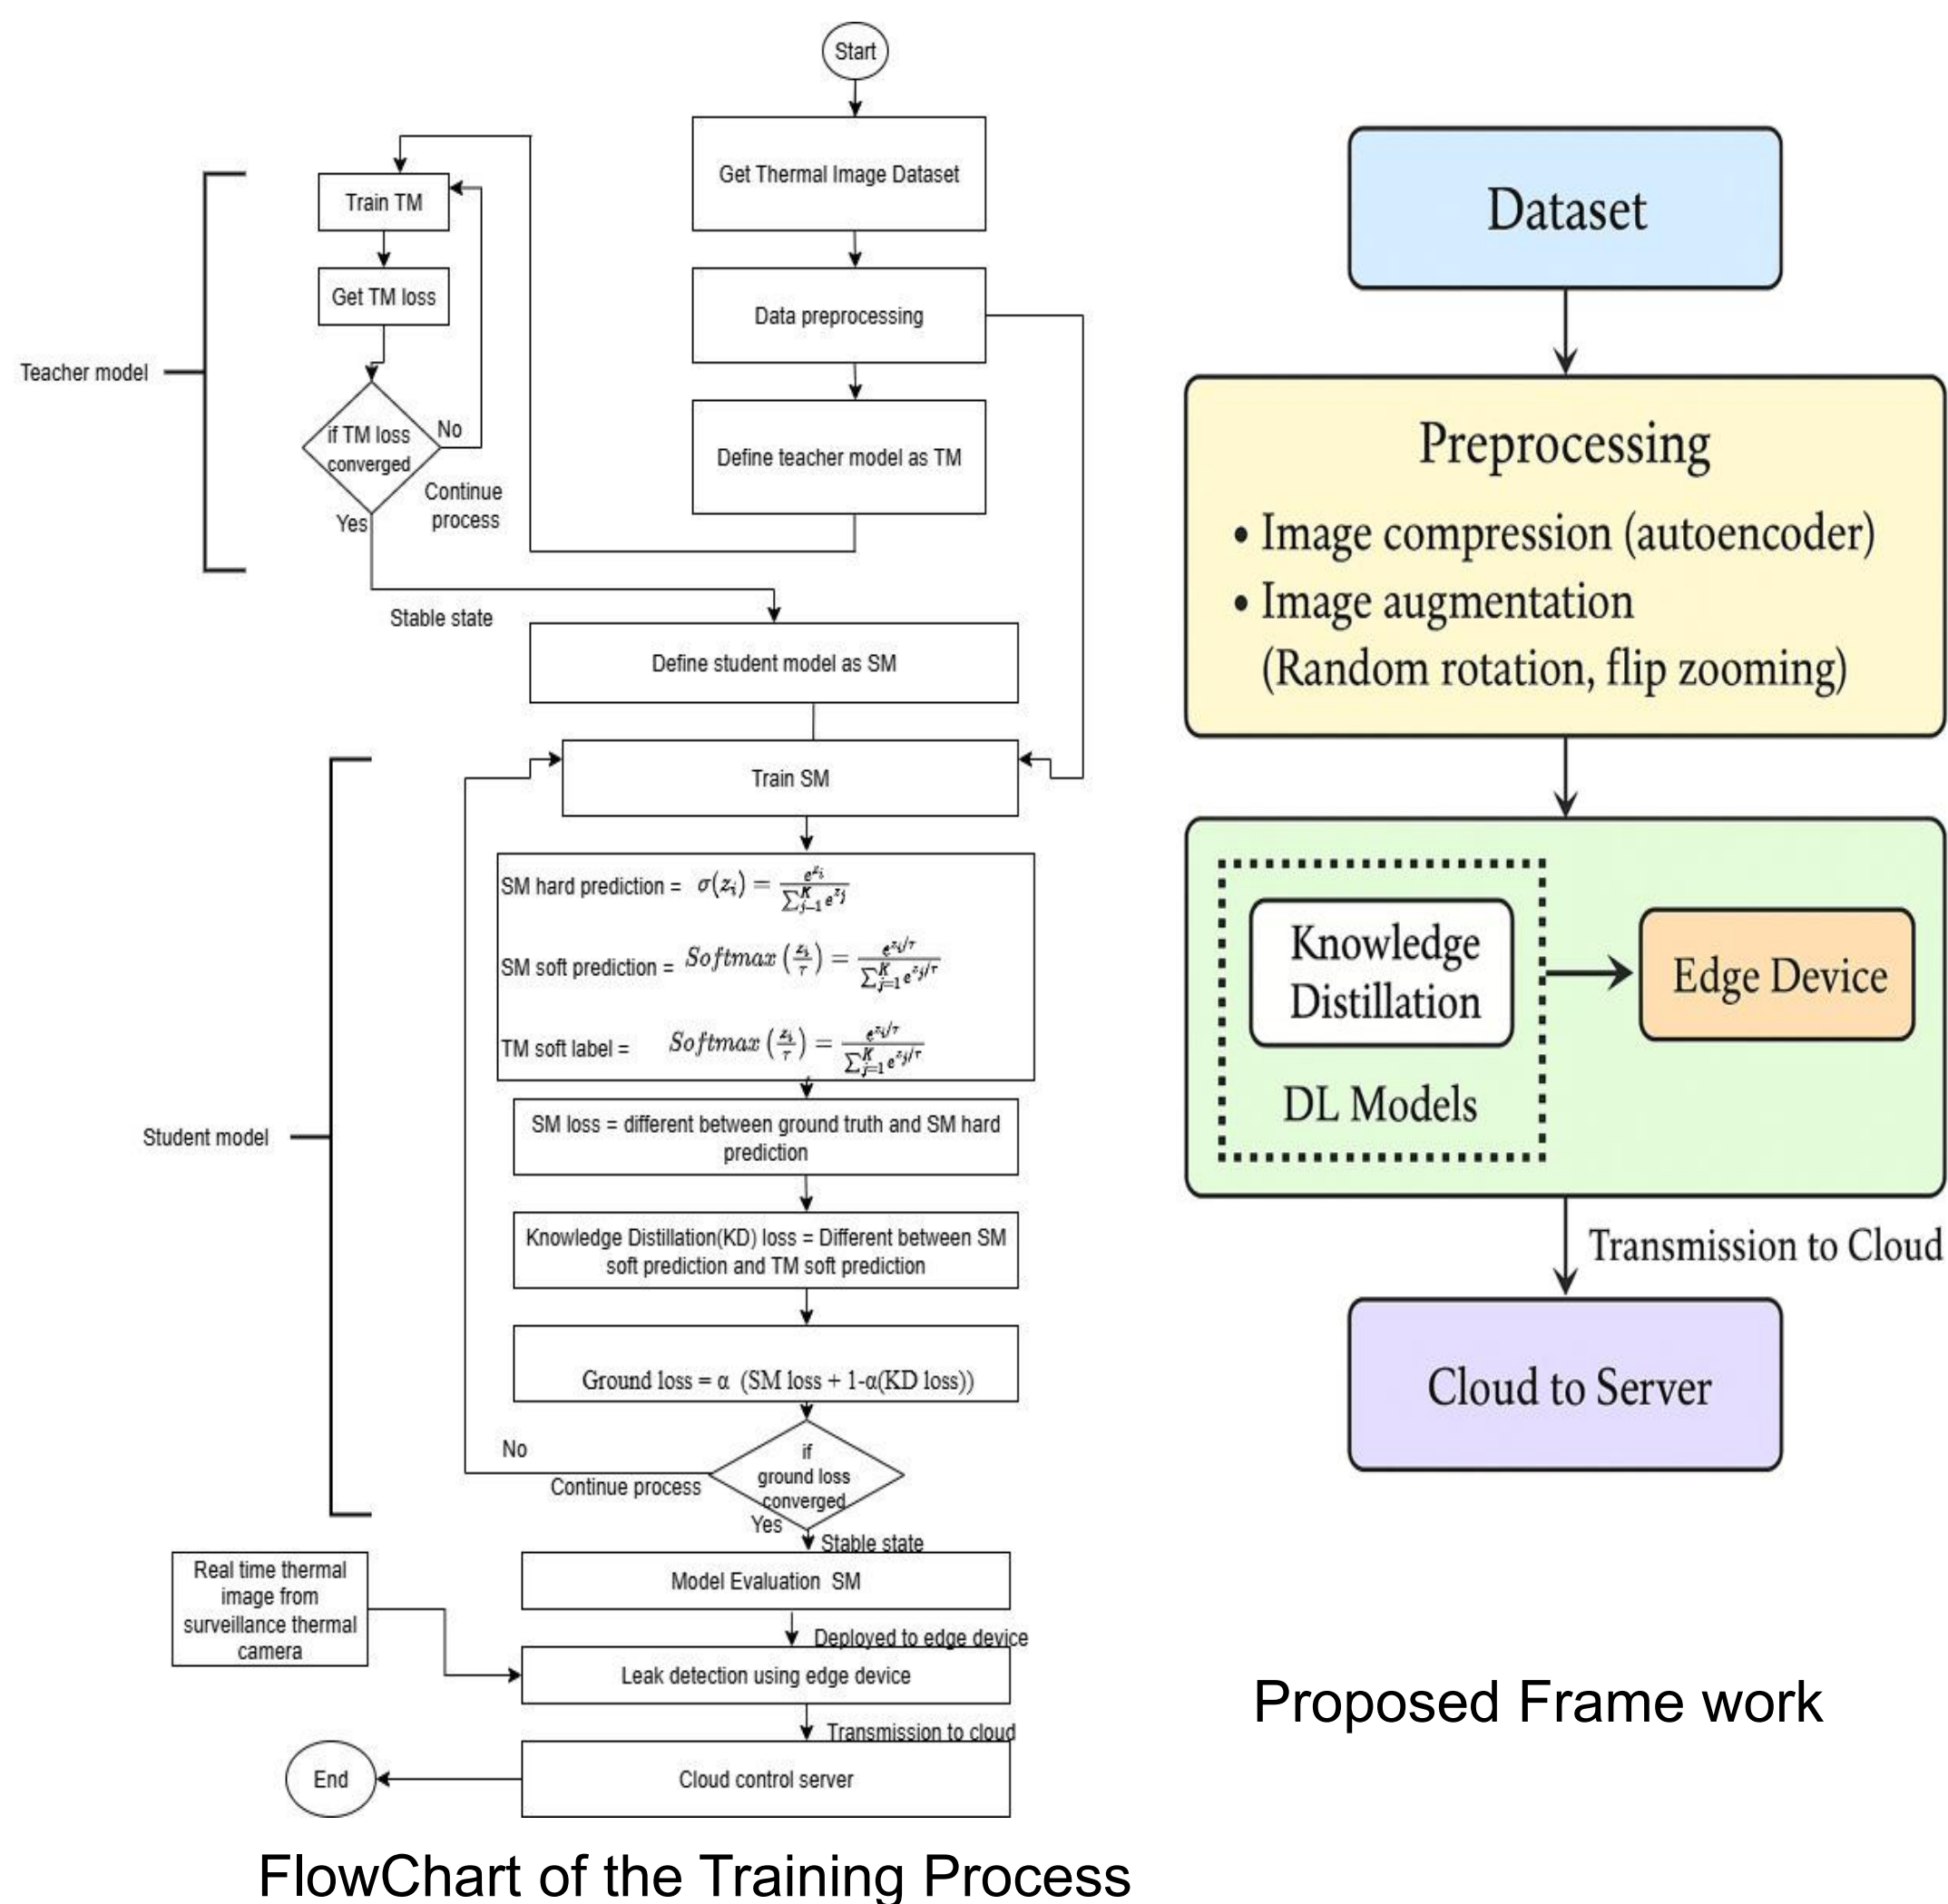 Start
Get Thermal Image Dataset
Data preprocessing
Define teacher model as TM
Teacher model
Train TM
Get TM loss
if TM loss
converged
No
Continue
process
Yes
Stable state
Define student model as SM
Train SM
Student model
SM hard prediction = σ(z_i) = e^{z_i} / ∑_{j=1}^{K} e^{z_j}
SM soft prediction = Softmax (z_i/τ) = e^{z_i/τ} / ∑_{j=1}^{K} e^{z_j/τ}
TM soft label = Softmax (z_i/τ) = e^{z_i/τ} / ∑_{j=1}^{K} e^{z_j/τ}
SM loss = different between ground truth and SM hard
prediction
Knowledge Distillation(KD) loss = Different between SM
soft prediction and TM soft prediction
Ground loss = α (SM loss + 1-α(KD loss))
if
ground loss
converged
No
Continue process
Yes
Stable state
Model Evaluation SM
Deployed to edge device
Real time thermal
image from
surveillance thermal
camera
Leak detection using edge device
Transmission to cloud
Cloud control server
End
FlowChart of the Training Process
Dataset
Preprocessing
• Image compression (autoencoder)
• Image augmentation
(Random rotation, flip zooming)
Knowledge
Distillation
DL Models
Edge Device
Transmission to Cloud
Cloud to Server
Proposed Frame work